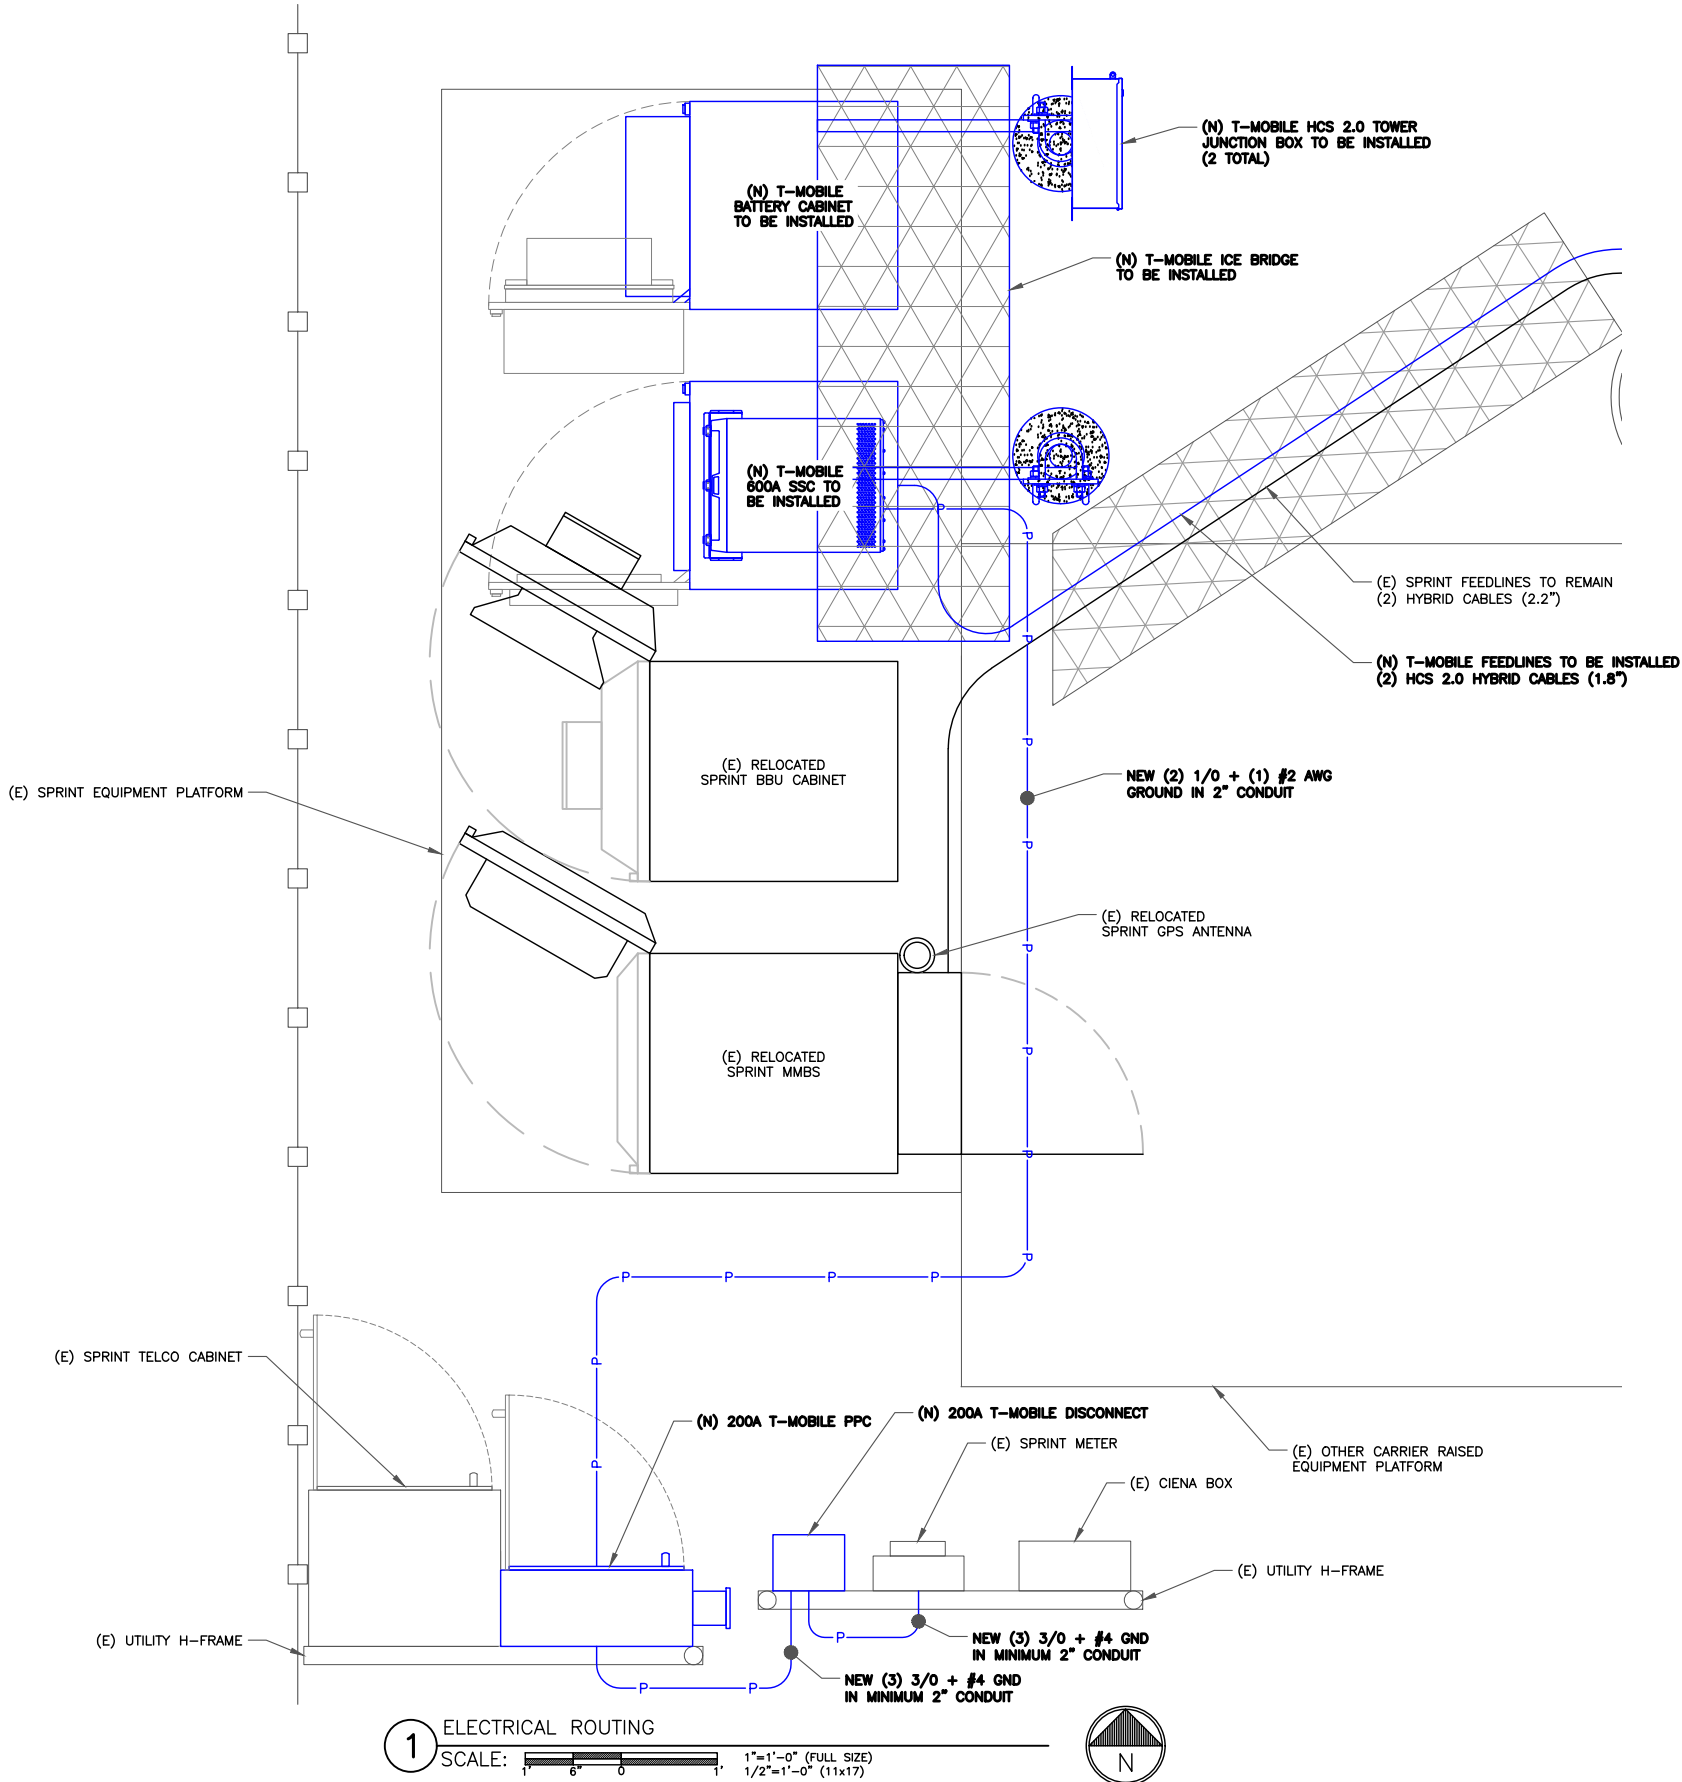 (N) T-MOBILE HCS 2.0 TOWER
JUNCTION BOX TO BE INSTALLED
(2 TOTAL)
(N) T-MOBILE
BATTERY CABINET
TO BE INSTALLED
(N) T-MOBILE ICE BRIDGE
TO BE INSTALLED
(N) T-MOBILE
600A SSC TO
BE INSTALLED
P
P
(E) SPRINT FEEDLINES TO REMAIN
(2) HYBRID CABLES (2.2")
P
(N) T-MOBILE FEEDLINES TO BE INSTALLED
(2) HCS 2.0 HYBRID CABLES (1.8")
P
(E) RELOCATED
SPRINT BBU CABINET
NEW (2) 1/0 + (1) #2 AWG
GROUND IN 2" CONDUIT
(E) SPRINT EQUIPMENT PLATFORM
P
(E) RELOCATED
SPRINT GPS ANTENNA
P
(E) RELOCATED
SPRINT MMBS
P
P
P
P P P P
(E) SPRINT TELCO CABINET
P
(N) 200A T-MOBILE PPC
(N) 200A T-MOBILE DISCONNECT
(E) SPRINT METER
(E) OTHER CARRIER RAISED
EQUIPMENT PLATFORM
P
(E) CIENA BOX
(E) UTILITY H-FRAME
(E) UTILITY H-FRAME
P
NEW (3) 3/0 + #4 GND
IN MINIMUM 2" CONDUIT
P P
NEW (3) 3/0 + #4 GND
IN MINIMUM 2" CONDUIT
1
ELECTRICAL ROUTING
SCALE:
1' 6" 0 1'
1"=1'-0" (FULL SIZE)
1/2"=1'-0" (11x17)
N